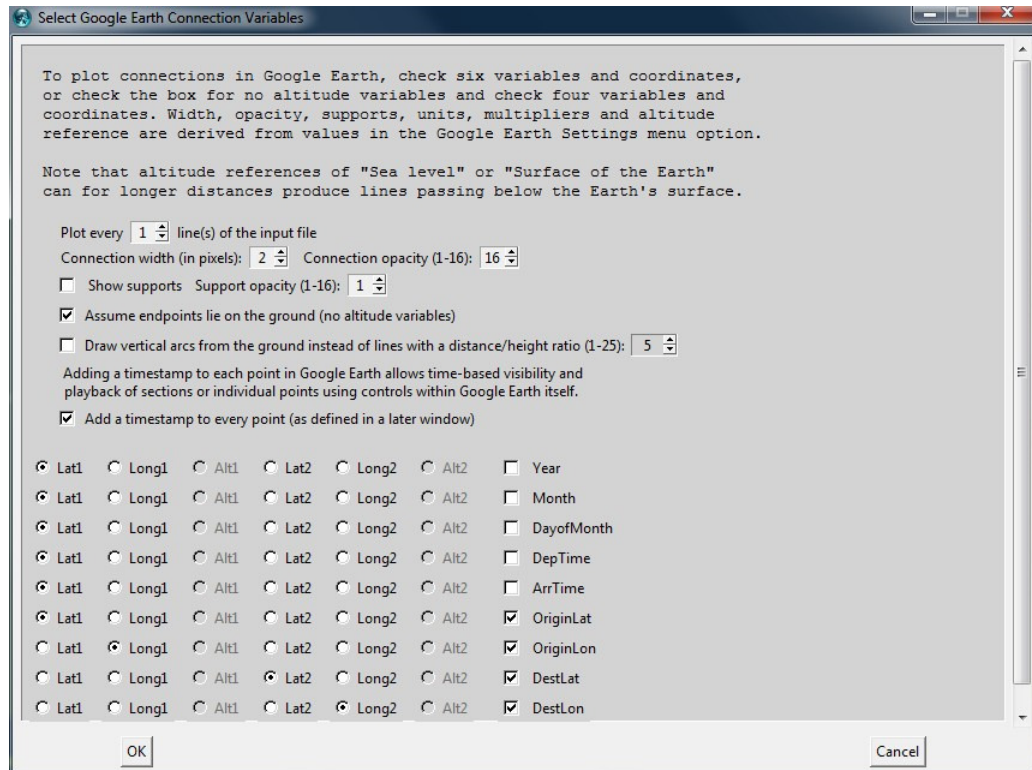 Select Google Earth Connection Variables
To plot connections in Google Earth, check six variables and coordinates,
or check the box for no altitude variables and check four variables and
coordinates. Width, opacity, supports, units, multipliers and altitude
reference are derived from values in the Google Earth Settings menu option.
Note that altitude references of "Sea level" or "Surface of the Earth"
can for longer distances produce lines passing below the Earth's surface.
Plot every 1 line(s) of the input file
Connection width (in pixels): 2 Connection opacity (1-16): 16
Show supports Support opacity (1-16): 1
Assume endpoints lie on the ground (no altitude variables)
Draw vertical arcs from the ground instead of lines with a distance/height ratio (1-25): 5
Adding a timestamp to each point in Google Earth allows time-based visibility and
playback of sections or individual points using controls within Google Earth itself.
Add a timestamp to every point (as defined in a later window)
Lat1 Long1 Alt1 Lat2 Long2 Alt2 Year
Lat1 Long1 Alt1 Lat2 Long2 Alt2 Month
Lat1 Long1 Alt1 Lat2 Long2 Alt2 DayofMonth
Lat1 Long1 Alt1 Lat2 Long2 Alt2 DepTime
Lat1 Long1 Alt1 Lat2 Long2 Alt2 ArrTime
Lat1 Long1 Alt1 Lat2 Long2 Alt2 OriginLat
Lat1 Long1 Alt1 Lat2 Long2 Alt2 OriginLon
Lat1 Long1 Alt1 Lat2 Long2 Alt2 DestLat
Lat1 Long1 Alt1 Lat2 Long2 Alt2 DestLon
OK Cancel